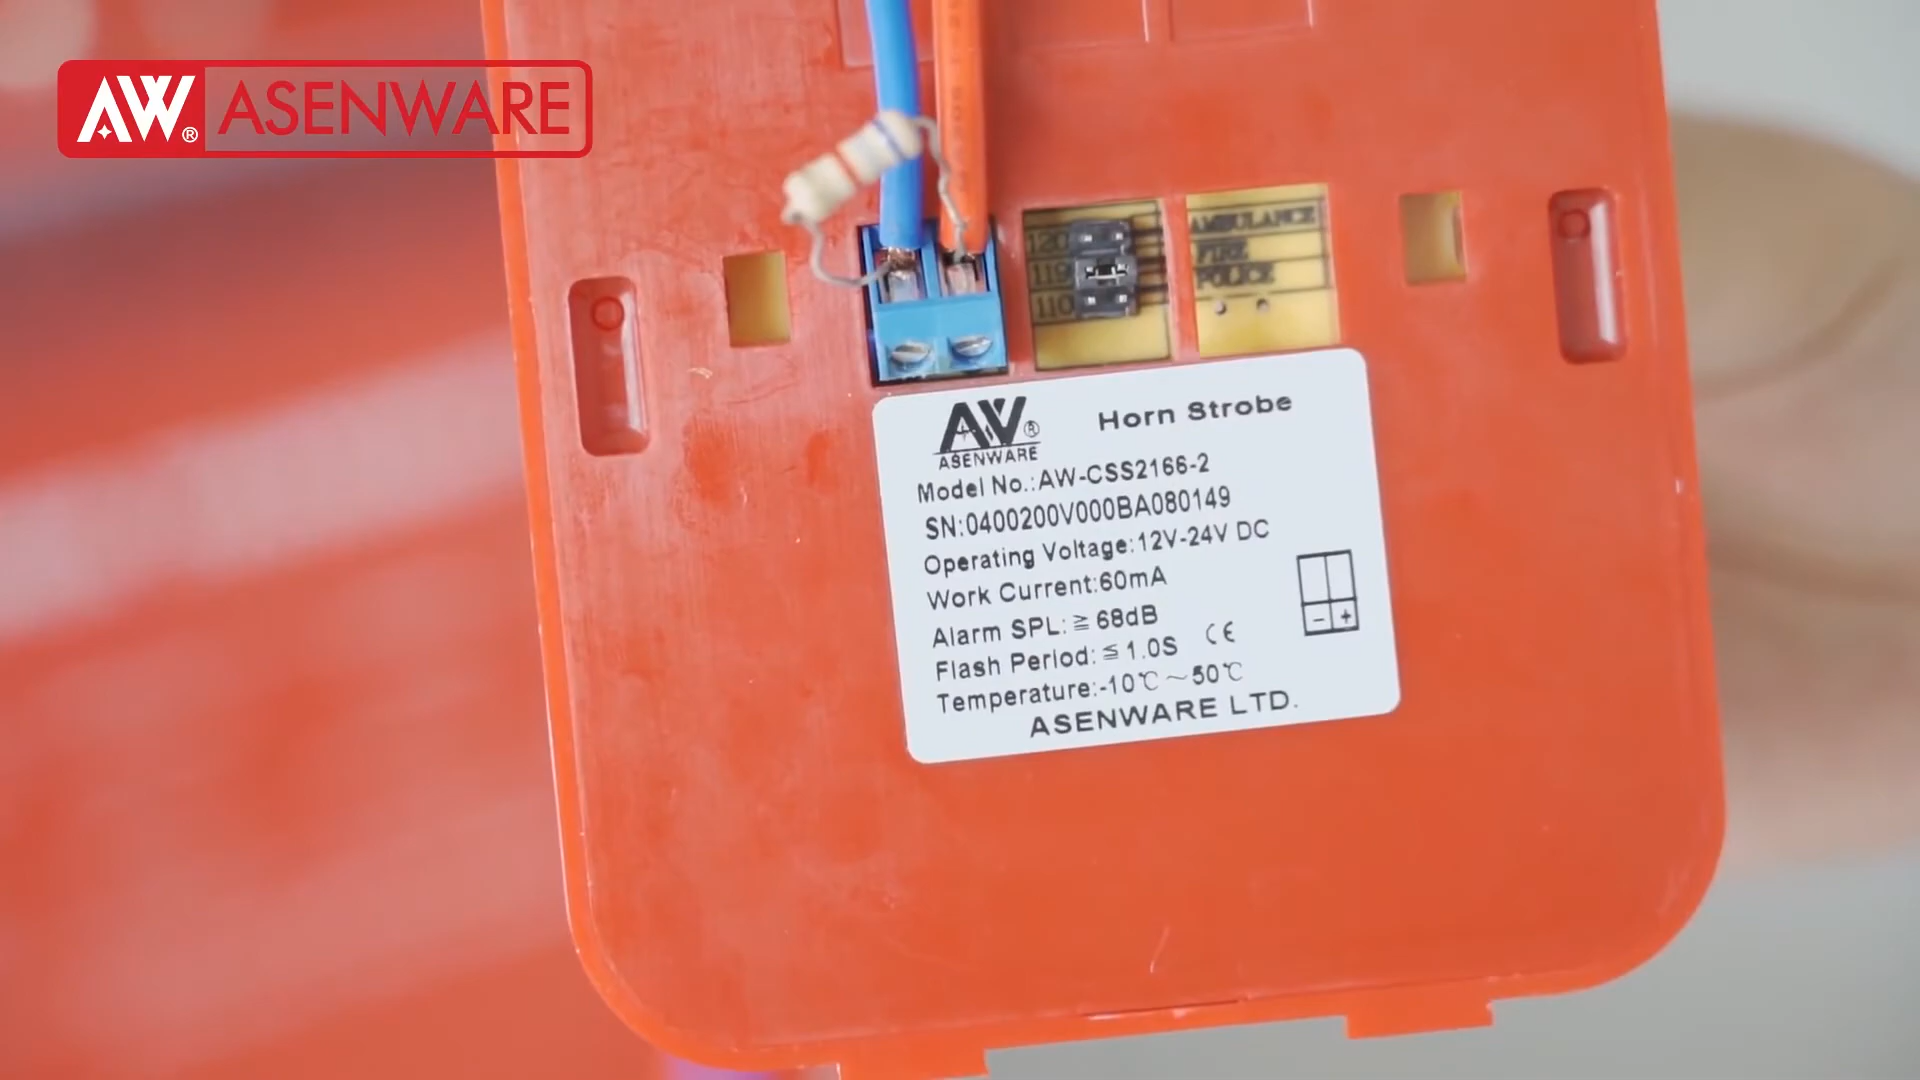 AW® ASENWARE
120
119
110
AMBULANCE
FIRE
POLICE
AW®
ASENWARE
Horn Strobe
Model No.:AW-CSS2166-2
SN:0400200V000BA080149
Operating Voltage:12V-24V DC
Work Current:60mA
Alarm SPL:≧68dB
Flash Period:≦1.0S CE
Temperature:-10℃~50℃
- +
ASENWARE LTD.